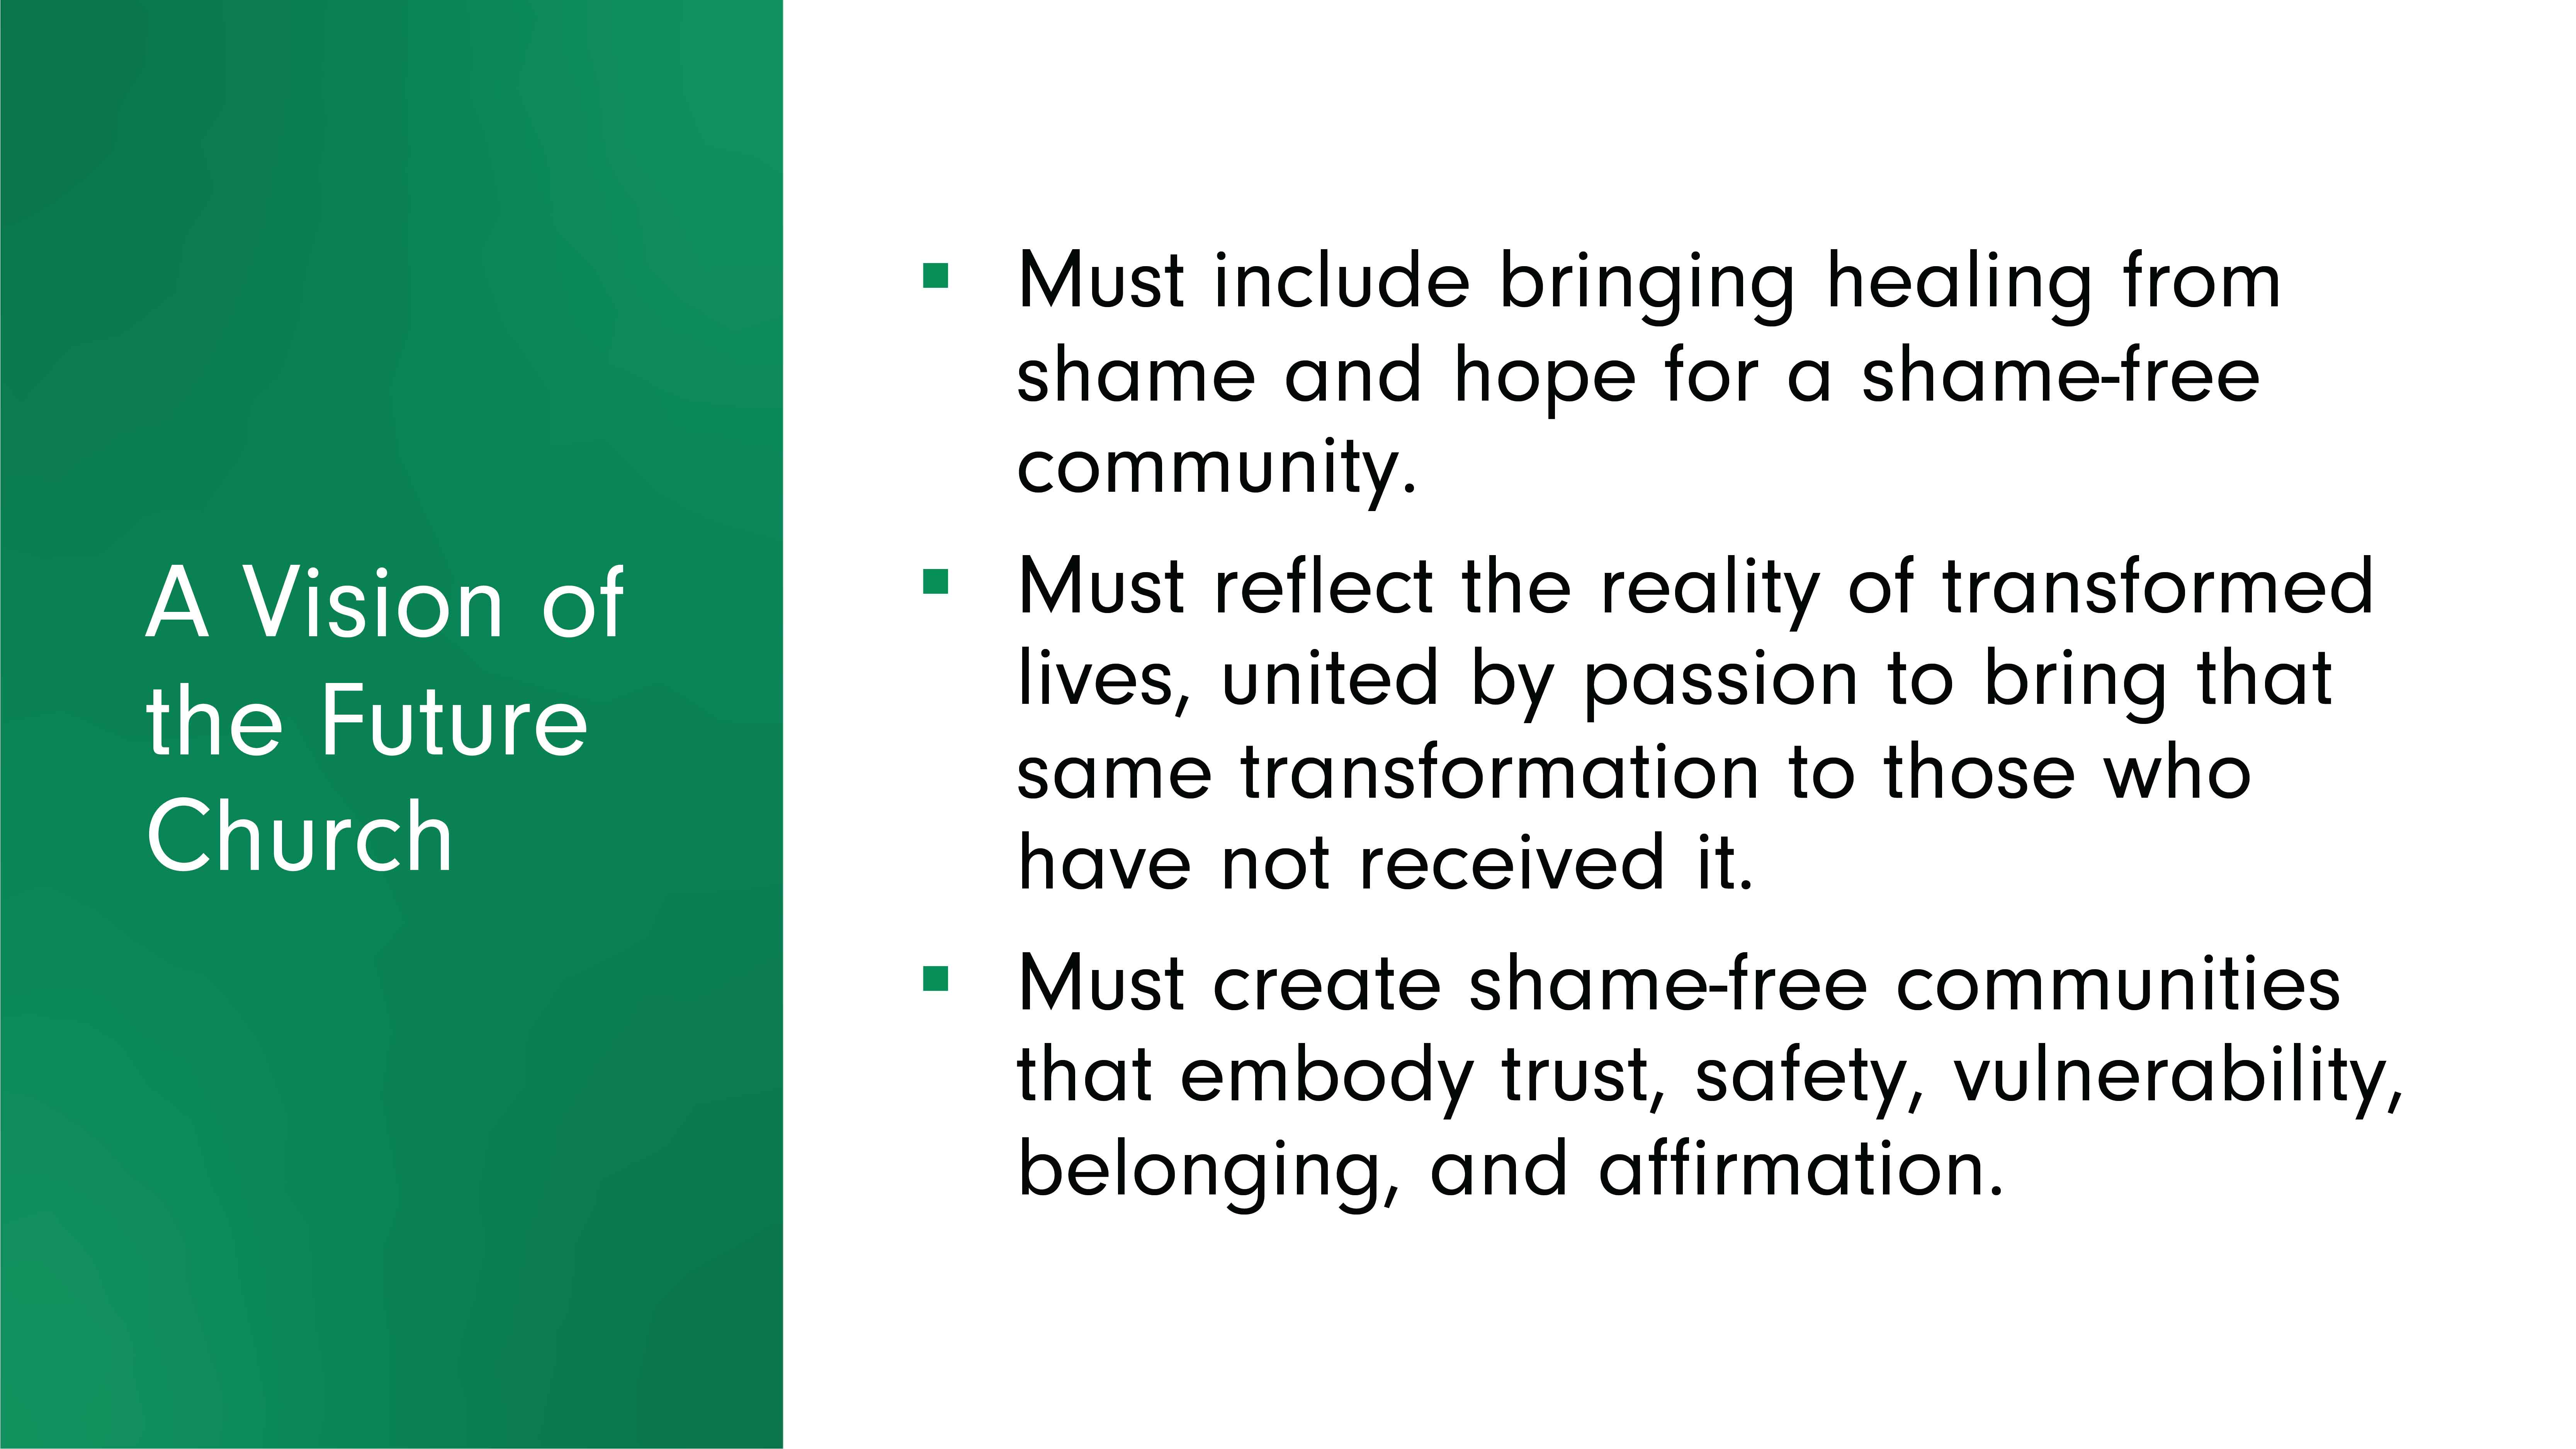 A Vision of
the Future
Church
▪ Must include bringing healing from
shame and hope for a shame-free
community.
▪ Must reflect the reality of transformed
lives, united by passion to bring that
same transformation to those who
have not received it.
▪ Must create shame-free communities
that embody trust, safety, vulnerability,
belonging, and affirmation.